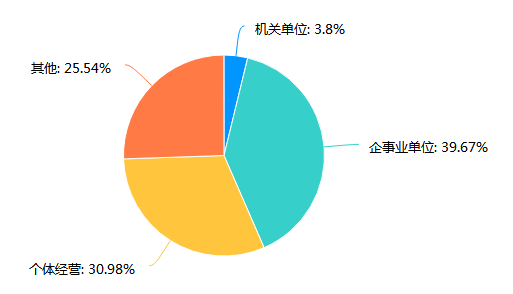 机关单位: 3.8%
其他: 25.54%
企事业单位: 39.67%
个体经营: 30.98%